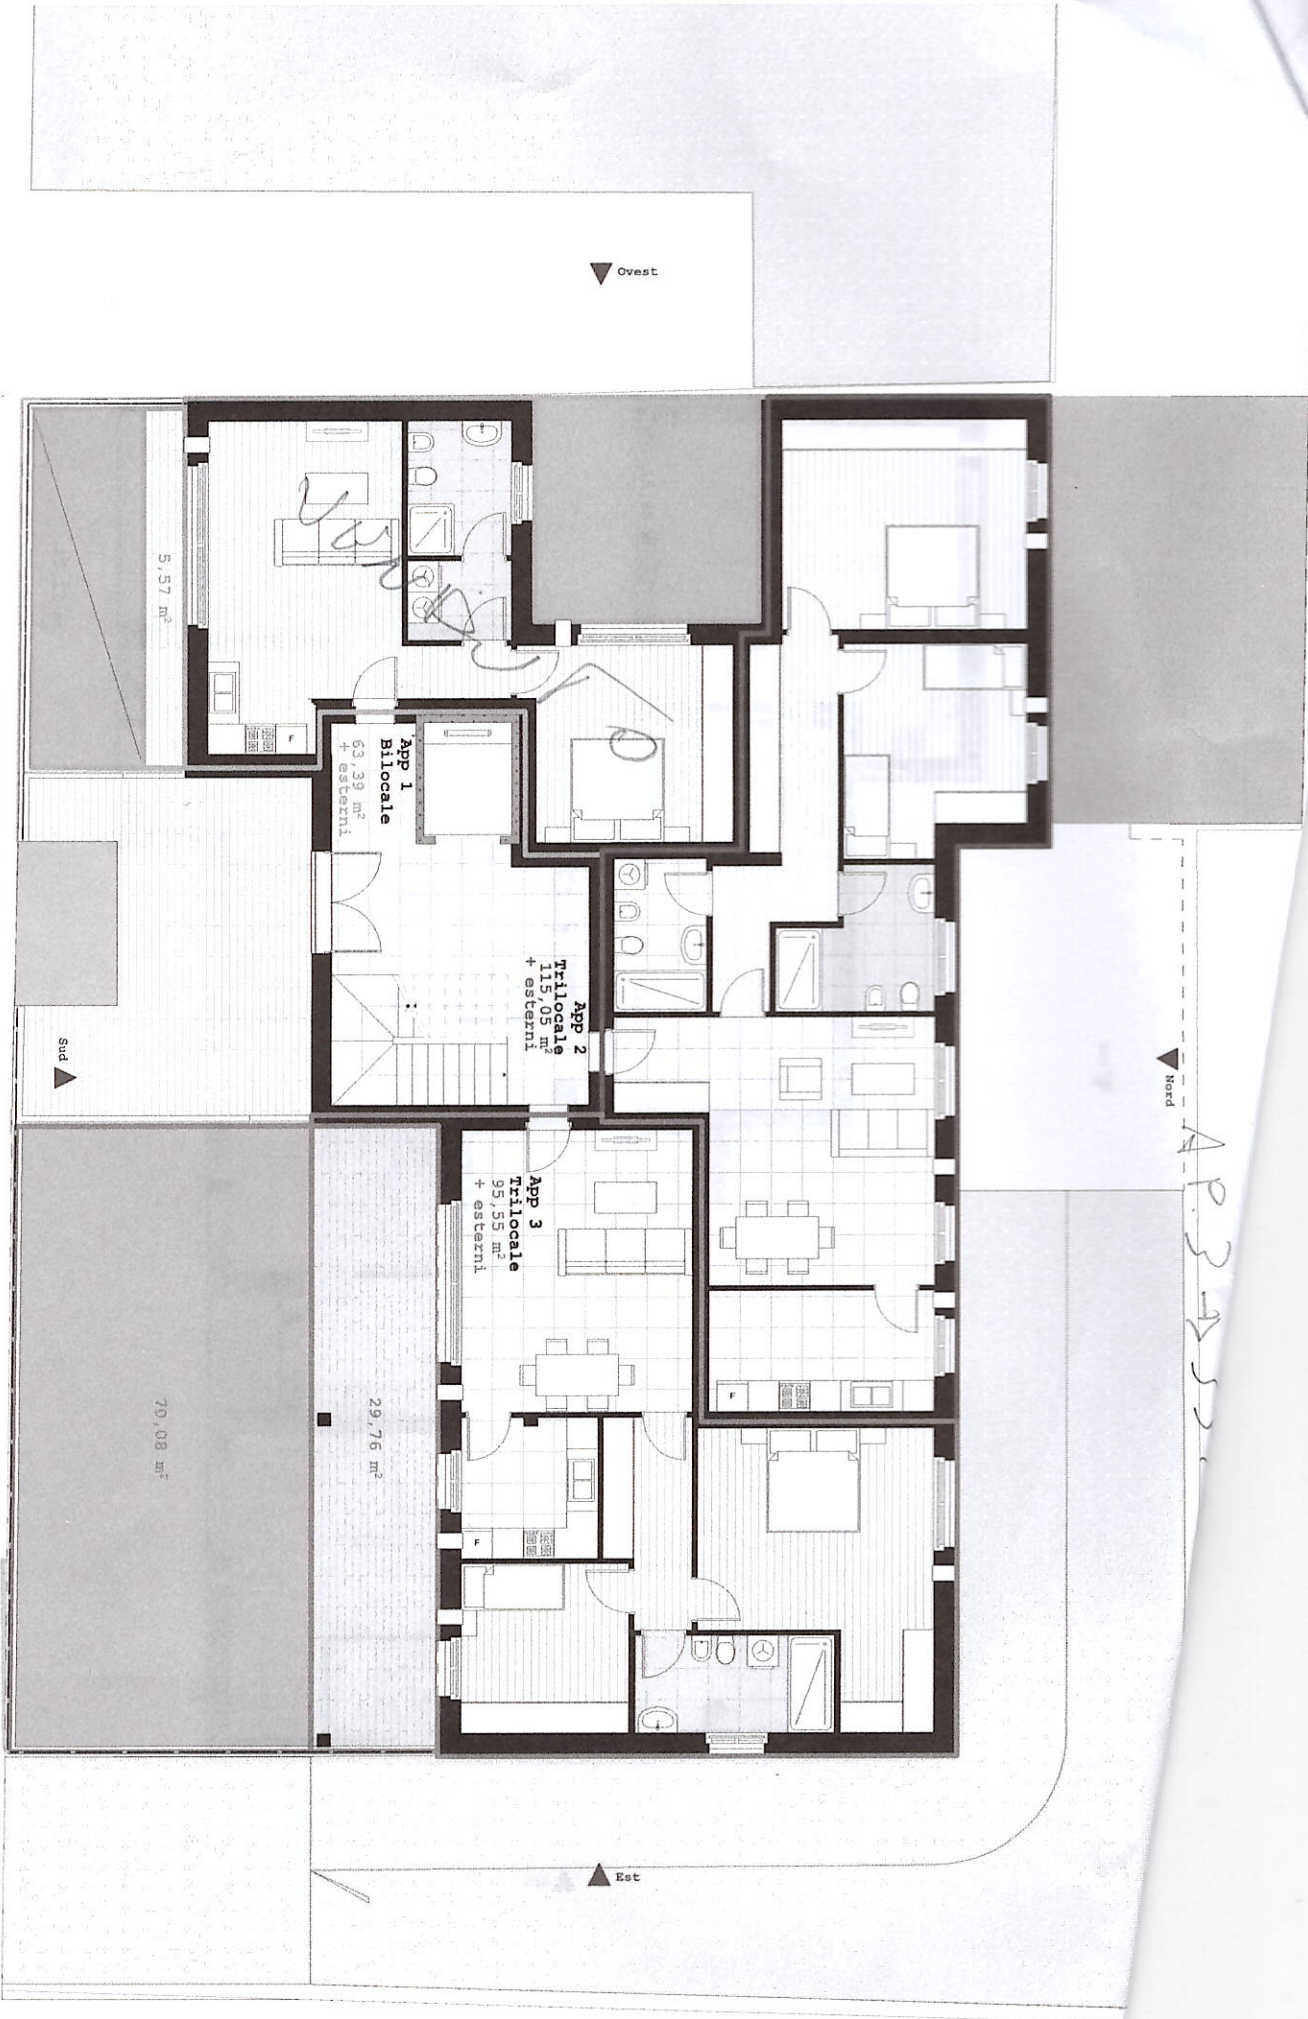 Ovest
5,57 m²
VENDUTO
F
App 1
Bilocale
63,39 m²
+ esterni
App 2
Trilocale
115,05 m²
+ esterni
Sud
Nord
App 3
Trilocale
95,55 m²
+ esterni
F
F
29,76 m²
70,08 m²
Est